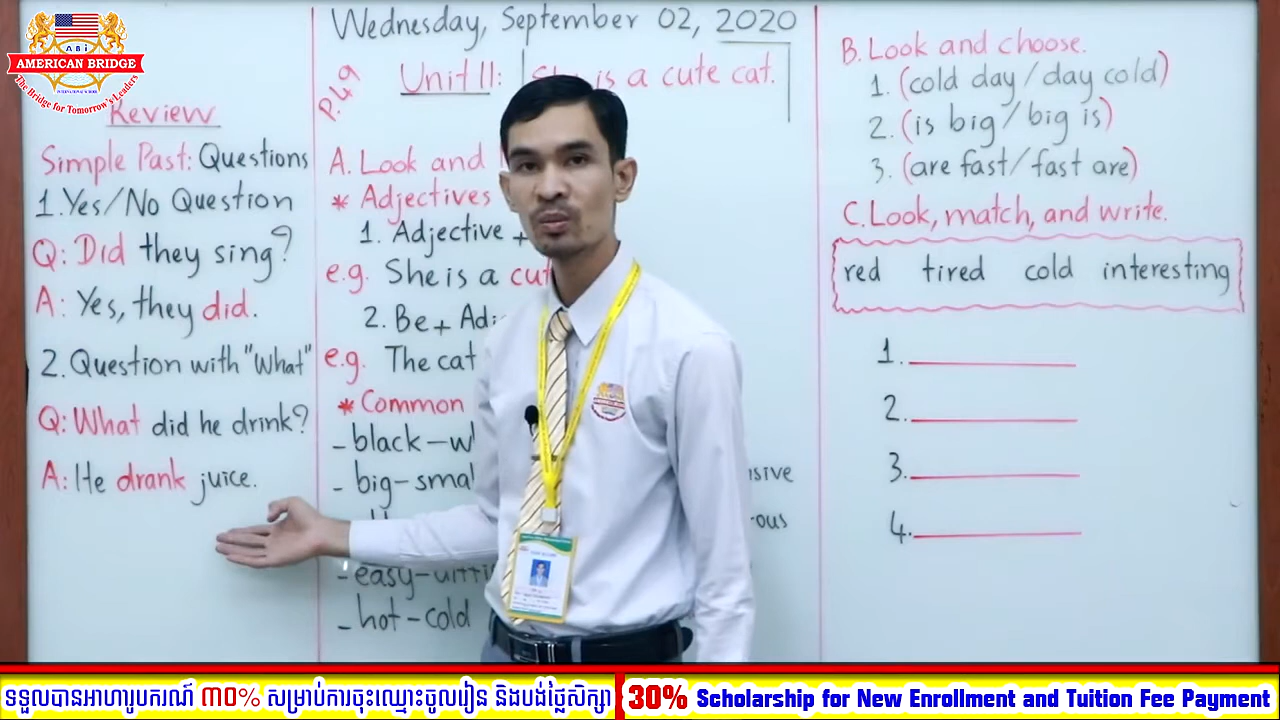 ABi
AMERICAN BRIDGE
INTERNATIONAL SCHOOL
The Bridge for Tomorrow's Leaders
Wednesday, September 02, 2020
Review
Simple Past: Questions
1. Yes/No Question
Q: Did they sing?
A: Yes, they did.
2. Question with "What"
Q: What did he drink?
A: He drank juice.
P.49
Unit 11: She is a cute cat.
A. Look and
* Adjectives
1. Adjective +
e.g. She is a
2. Be +
e.g. The cat
* Common
- black –
- big –
- easy –
- hot – cold
B. Look and choose.
1. (cold day / day cold)
2. (is big / big is)
3. (are fast / fast are)
C. Look, match, and write.
red tired cold interesting
1.
2.
3.
4.
ទទួលបានអាហារូបករណ៍ ៣០% សម្រាប់ការចុះឈ្មោះចូលរៀន និងបង់ថ្លៃសិក្សា
30% Scholarship for New Enrollment and Tuition Fee Payment